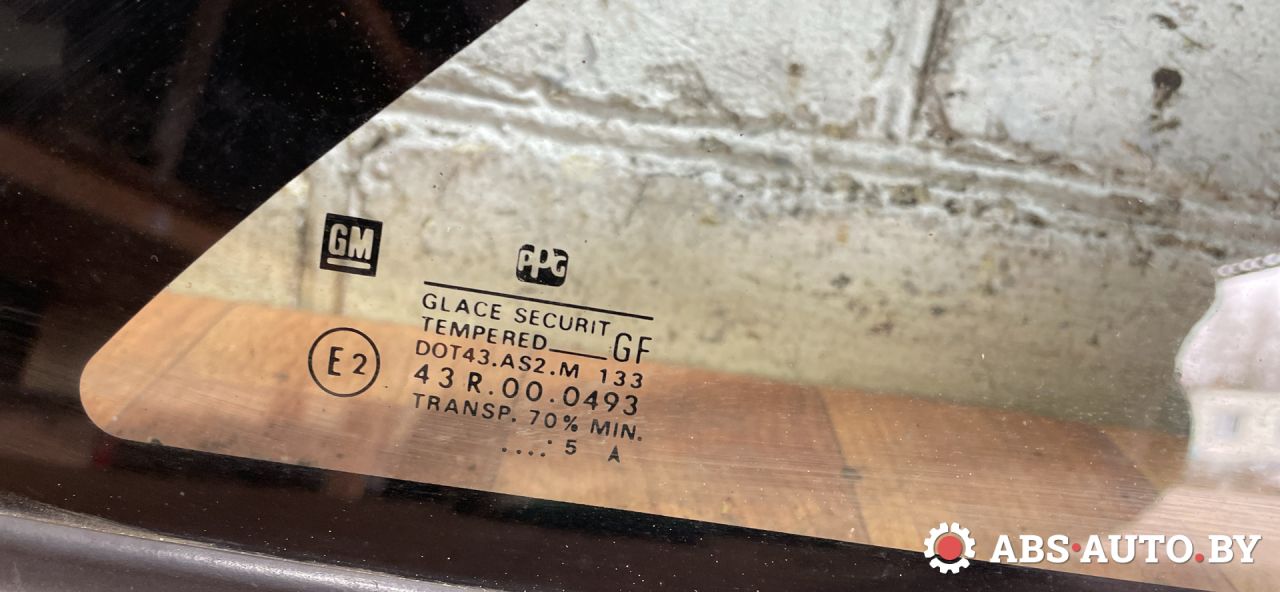 GM
PPG
GLACE SECURIT
TEMPERED GF
DOT43.AS2.M 133
43R.00.0493
TRANSP. 70% MIN.
....: 5 A
E2
ABS·AUTO.BY